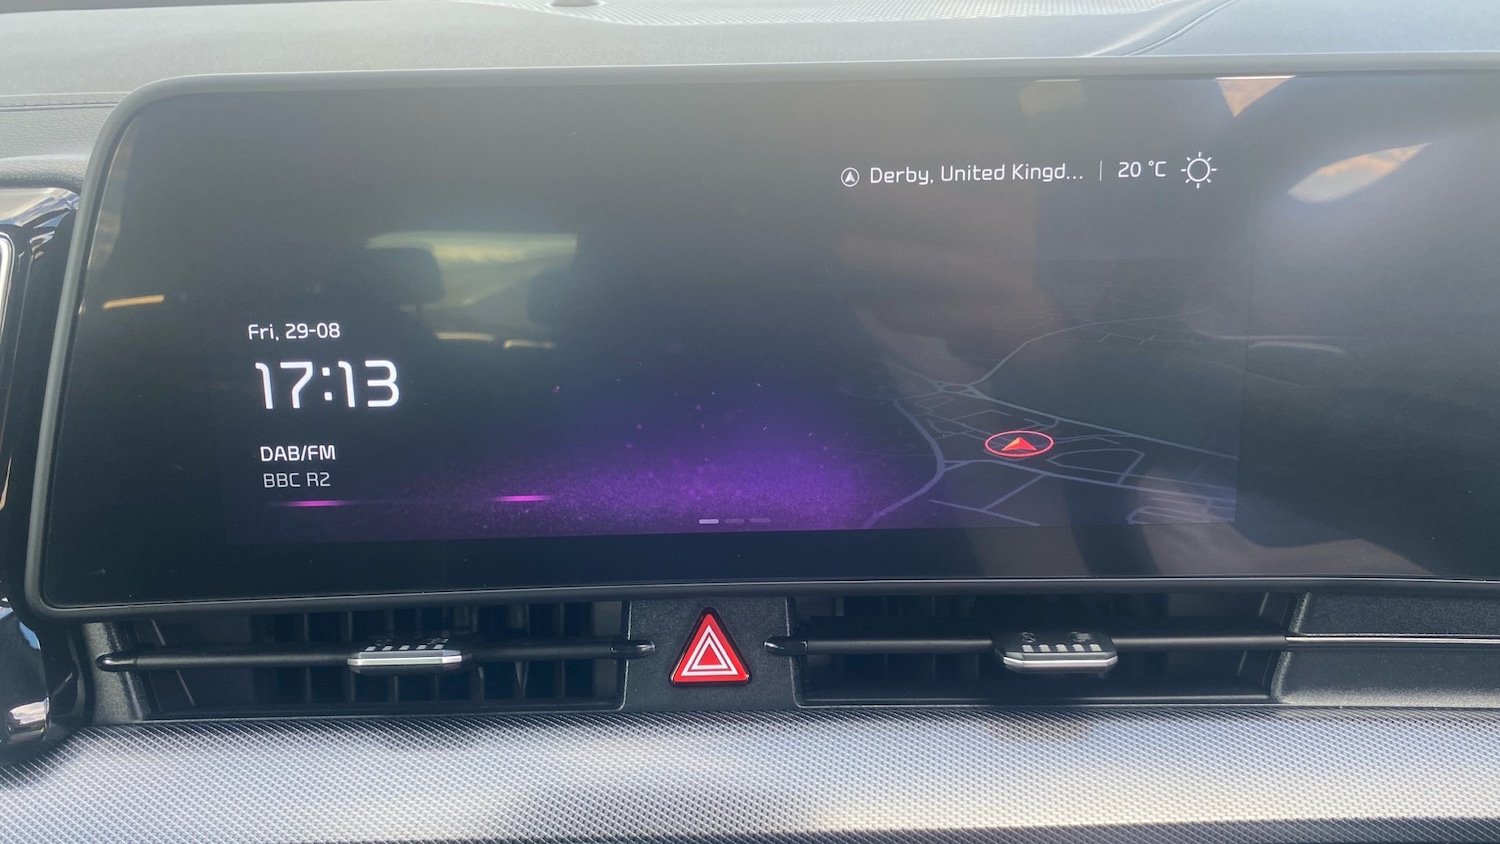 Derby, United Kingd... | 20 °C
Fri, 29-08
17:13
DAB/FM
BBC R2